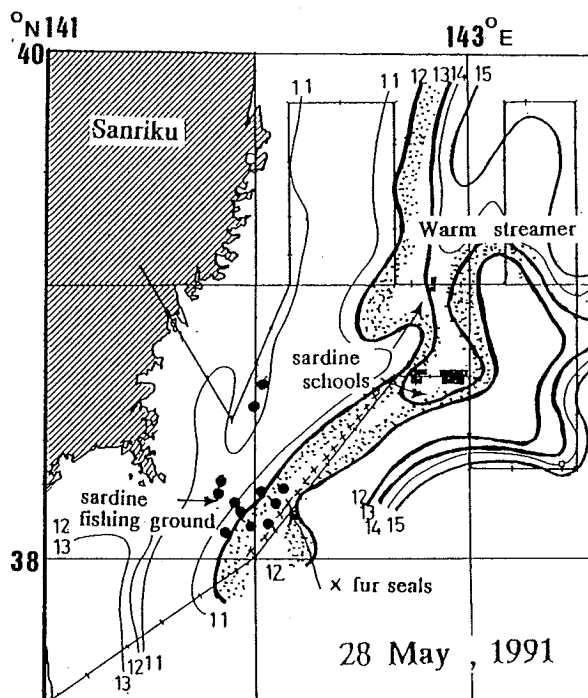 °N 141
143°E
40
11
11
12 13 14 15
Sanriku
Warm streamer
sardine
schools
sardine
fishing ground
12
13
14 15
12
13
38
12
x fur seals
11
12 11
13
28 May , 1991